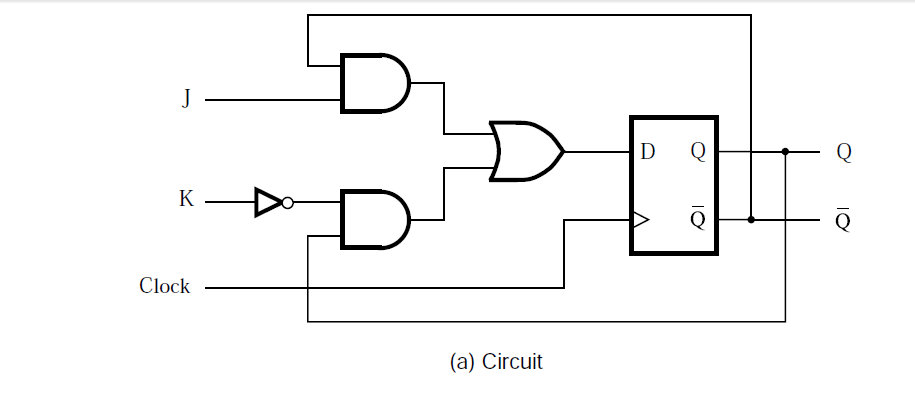 J
D Q Q
K
Q̅ Q̅
Clock
(a) Circuit